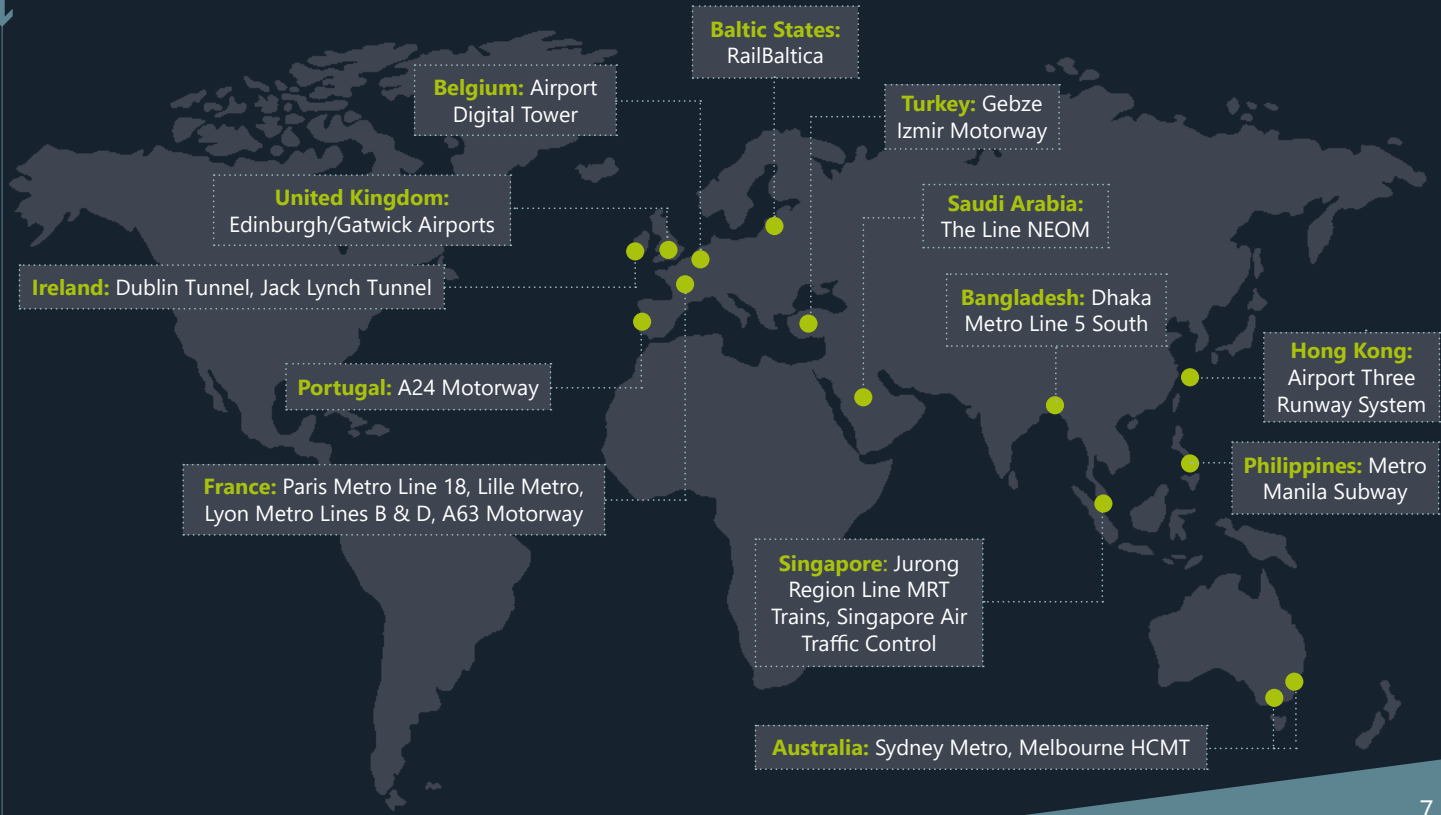 Baltic States:
RailBaltica
Belgium: Airport
Digital Tower
Turkey: Gebze
Izmir Motorway
United Kingdom:
Edinburgh/Gatwick Airports
Saudi Arabia:
The Line NEOM
Ireland: Dublin Tunnel, Jack Lynch Tunnel
Bangladesh: Dhaka
Metro Line 5 South
Hong Kong:
Airport Three
Runway System
Portugal: A24 Motorway
Philippines: Metro
Manila Subway
France: Paris Metro Line 18, Lille Metro,
Lyon Metro Lines B & D, A63 Motorway
Singapore: Jurong
Region Line MRT
Trains, Singapore Air
Traffic Control
Australia: Sydney Metro, Melbourne HCMT
7